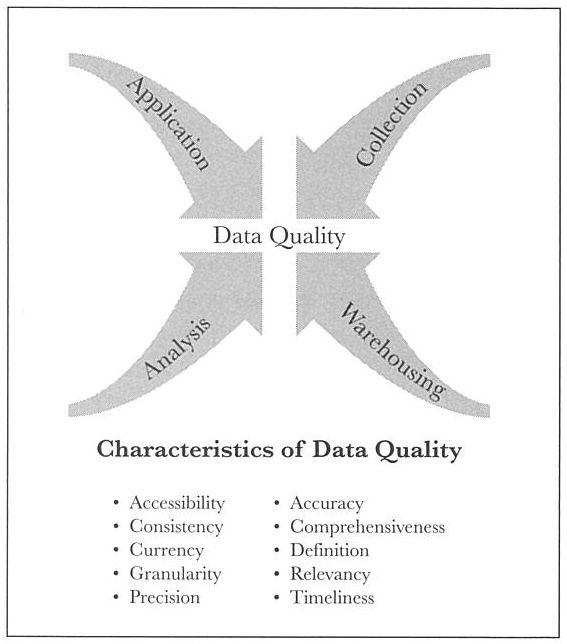 Application
Collection
Data Quality
Analysis
Warehousing
Characteristics of Data Quality
• Accessibility
• Consistency
• Currency
• Granularity
• Precision
• Accuracy
• Comprehensiveness
• Definition
• Relevancy
• Timeliness